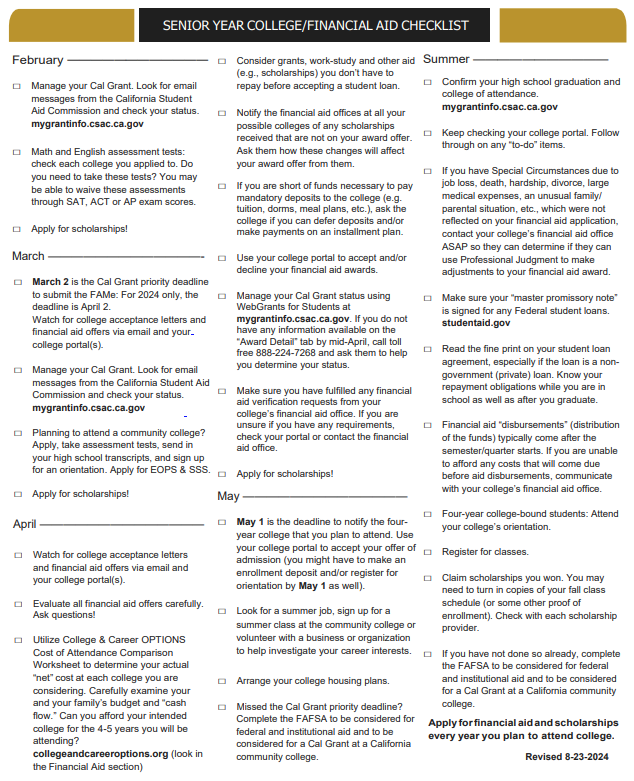 SENIOR YEAR COLLEGE/FINANCIAL AID CHECKLIST
February
Manage your Cal Grant. Look for email
messages from the California Student
Aid Commission and check your status.
mygrantinfo.csac.ca.gov
Math and English assessment tests:
check each college you applied to. Do
you need to take these tests? You may
be able to waive these assessments
through SAT, ACT or AP exam scores.
Apply for scholarships!
March
March 2 is the Cal Grant priority deadline
to submit the FAMe: For 2024 only, the
deadline is April 2.
Watch for college acceptance letters and
financial aid offers via email and your
college portal(s).
Manage your Cal Grant. Look for email
messages from the California Student Aid
Commission and check your status.
mygrantinfo.csac.ca.gov
Planning to attend a community college?
Apply, take assessment tests, send in
your high school transcripts, and sign up
for an orientation. Apply for EOPS & SSS.
Apply for scholarships!
April
Watch for college acceptance letters
and financial aid offers via email and
your college portal(s).
Evaluate all financial aid offers carefully.
Ask questions!
Utilize College & Career OPTIONS
Cost of Attendance Comparison
Worksheet to determine your actual
"net" cost at each college you are
considering. Carefully examine your
and your family's budget and "cash
flow." Can you afford your intended
college for the 4-5 years you will be
attending?
collegeandcareeroptions.org (look in
the Financial Aid section)
Consider grants, work-study and other aid
(e.g., scholarships) you don't have to
repay before accepting a student loan.
Notify the financial aid offices at all your
possible colleges of any scholarships
received that are not on your award offer.
Ask them how these changes will affect
your award offer from them.
If you are short of funds necessary to pay
mandatory deposits to the college (e.g.
tuition, dorms, meal plans, etc.), ask the
college if you can defer deposits and/or
make payments on an installment plan.
Use your college portal to accept and/or
decline your financial aid awards.
Manage your Cal Grant status using
WebGrants for Students at
mygrantinfo.csac.ca.gov. If you do not
have any information available on the
"Award Detail" tab by mid-April, call toll
free 888-224-7268 and ask them to help
you determine your status.
Make sure you have fulfilled any financial
aid verification requests from your
college's financial aid office. If you are
unsure if you have any requirements,
check your portal or contact the financial
aid office.
Apply for scholarships!
May
May 1 is the deadline to notify the four-
year college that you plan to attend. Use
your college portal to accept your offer of
admission (you might have to make an
enrollment deposit and/or register for
orientation by May 1 as well).
Look for a summer job, sign up for a
summer class at the community college or
volunteer with a business or organization
to help investigate your career interests.
Arrange your college housing plans.
Missed the Cal Grant priority deadline?
Complete the FAFSA to be considered for
federal and institutional aid and to be
considered for a Cal Grant at a California
community college.
Summer
Confirm your high school graduation and
college of attendance.
mygrantinfo.csac.ca.gov
Keep checking your college portal. Follow
through on any "to-do" items.
If you have Special Circumstances due to
job loss, death, hardship, divorce, large
medical expenses, an unusual family/
parental situation, etc., which were not
reflected on your financial aid application,
contact your college's financial aid office
ASAP so they can determine if they can
use Professional Judgment to make
adjustments to your financial aid award.
Make sure your "master promissory note"
is signed for any Federal student loans.
studentaid.gov
Read the fine print on your student loan
agreement, especially if the loan is a non-
government (private) loan. Know your
repayment obligations while you are in
school as well as after you graduate.
Financial aid "disbursements" (distribution
of the funds) typically come after the
semester/quarter starts. If you are unable
to afford any costs that will come due
before aid disbursements, communicate
with your college's financial aid office.
Four-year college-bound students: Attend
your college's orientation.
Register for classes.
Claim scholarships you won. You may
need to turn in copies of your fall class
schedule (or some other proof of
enrollment). Check with each scholarship
provider.
If you have not done so already, complete
the FAFSA to be considered for federal
and institutional aid and to be considered
for a Cal Grant at a California community
college.
Apply for financial aid and scholarships
every year you plan to attend college.
Revised 8-23-2024